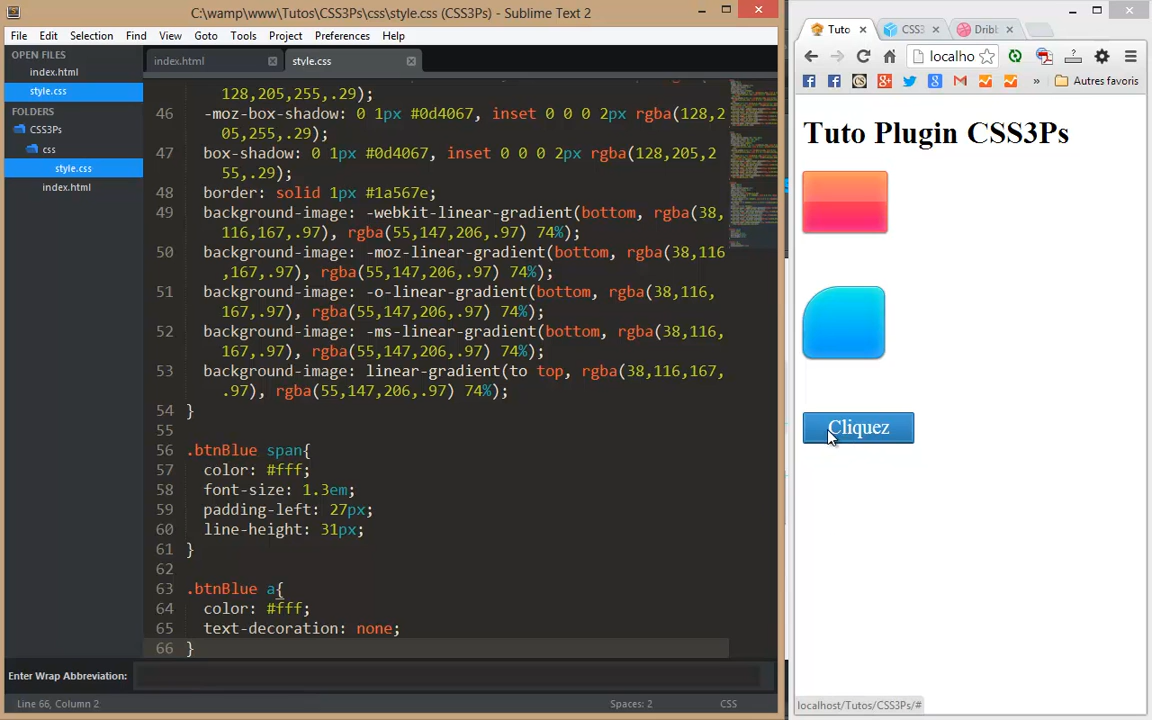 C:\wamp\www\Tutos\CSS3Ps\css\style.css (CSS3Ps) - Sublime Text 2
File Edit Selection Find View Goto Tools Project Preferences Help
OPEN FILES
index.html
style.css
FOLDERS
CSS3Ps
css
style.css
index.html
index.html
style.css
128,205,255,.29);
46 -moz-box-shadow: 0 1px #0d4067, inset 0 0 0 2px rgba(128,2
05,255,.29);
47 box-shadow: 0 1px #0d4067, inset 0 0 0 2px rgba(128,205,2
55,.29);
48 border: solid 1px #1a567e;
49 background-image: -webkit-linear-gradient(bottom, rgba(38,
116,167,.97), rgba(55,147,206,.97) 74%);
50 background-image: -moz-linear-gradient(bottom, rgba(38,116
,167,.97), rgba(55,147,206,.97) 74%);
51 background-image: -o-linear-gradient(bottom, rgba(38,116,
167,.97), rgba(55,147,206,.97) 74%);
52 background-image: -ms-linear-gradient(bottom, rgba(38,116,
167,.97), rgba(55,147,206,.97) 74%);
53 background-image: linear-gradient(to top, rgba(38,116,167,
.97), rgba(55,147,206,.97) 74%);
54 }
55
56 .btnBlue span{
57 color: #fff;
58 font-size: 1.3em;
59 padding-left: 27px;
60 line-height: 31px;
61 }
62
63 .btnBlue a{
64 color: #fff;
65 text-decoration: none;
66 }
Enter Wrap Abbreviation:
Line 66, Column 2
Spaces: 2
CSS
Tuto
CSS3
Dribb
localho
Autres favoris
Tuto Plugin CSS3Ps
Cliquez
localhost/Tutos/CSS3Ps/#